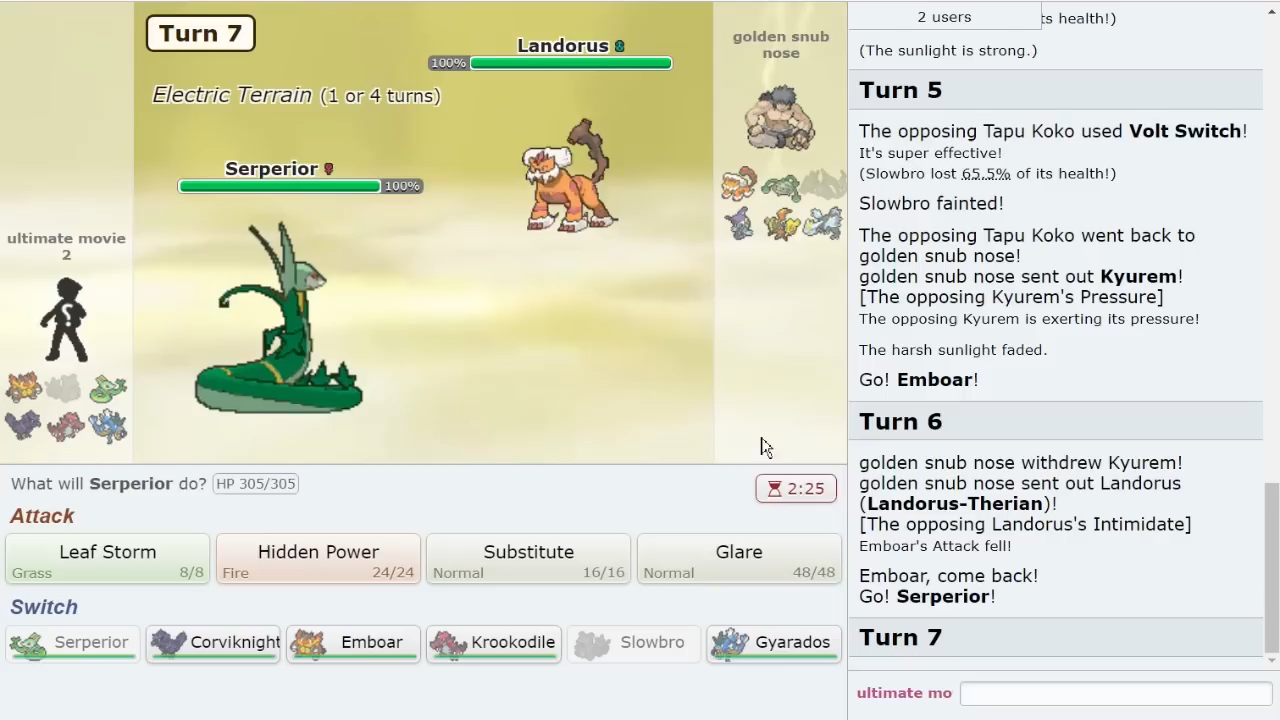 Turn 7
Landorus
100%
Electric Terrain (1 or 4 turns)
Serperior
100%
golden snub
nose
ultimate movie
2
What will Serperior do? HP 305/305
2:25
Attack
Leaf Storm
Grass 8/8
Hidden Power
Fire 24/24
Substitute
Normal 16/16
Glare
Normal 48/48
Switch
Serperior
Corviknight
Emboar
Krookodile
Slowbro
Gyarados
2 users
ts health!)
(The sunlight is strong.)
Turn 5
The opposing Tapu Koko used Volt Switch!
It's super effective!
(Slowbro lost 65.5% of its health!)
Slowbro fainted!
The opposing Tapu Koko went back to
golden snub nose!
golden snub nose sent out Kyurem!
[The opposing Kyurem's Pressure]
The opposing Kyurem is exerting its pressure!
The harsh sunlight faded.
Go! Emboar!
Turn 6
golden snub nose withdrew Kyurem!
golden snub nose sent out Landorus
(Landorus-Therian)!
[The opposing Landorus's Intimidate]
Emboar's Attack fell!
Emboar, come back!
Go! Serperior!
Turn 7
ultimate mo